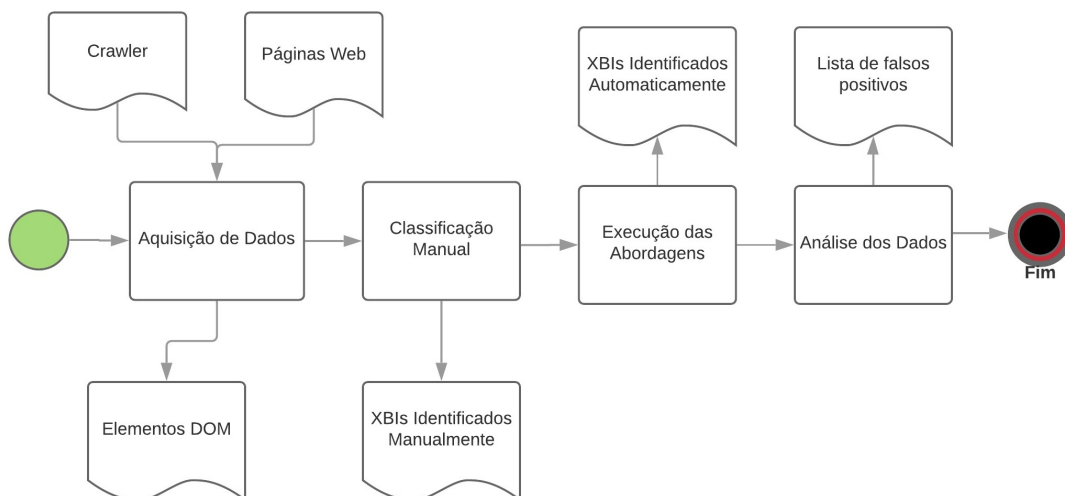 Crawler
Páginas Web
XBIs Identificados
Automaticamente
Lista de falsos
positivos
Aquisição de Dados
Classificação
Manual
Execução das
Abordagens
Análise dos Dados
Fim
Elementos DOM
XBIs Identificados
Manualmente